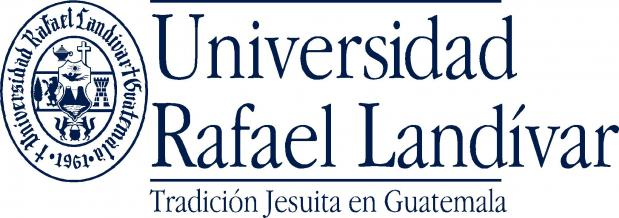 † Universidad Rafael Landívar † Guatemala · 1961 ·
Universidad
Rafael Landívar
Tradición Jesuita en Guatemala